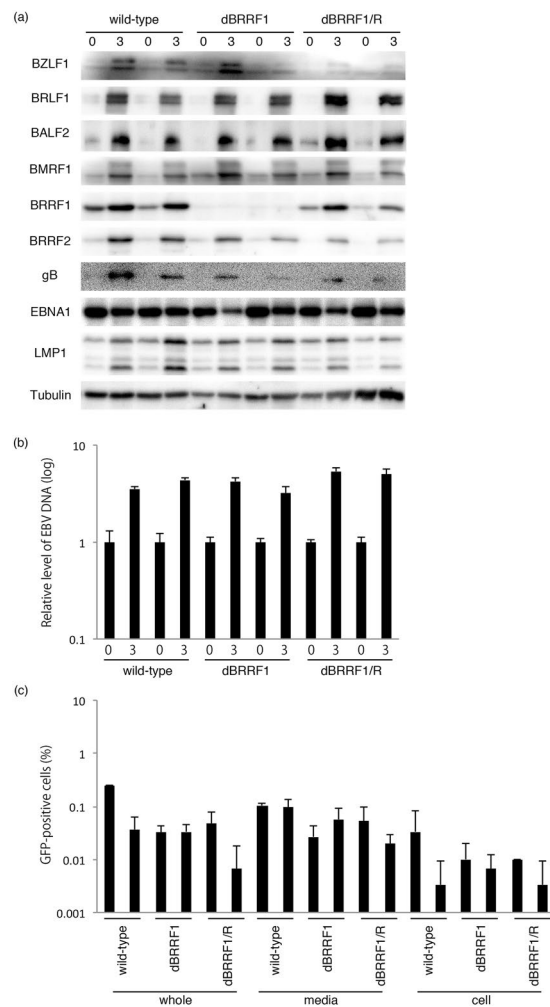 (a)
wild-type dBRRF1 dBRRF1/R
0 3 0 3 0 3 0 3 0 3 0 3
BZLF1
BRLF1
BALF2
BMRF1
BRRF1
BRRF2
gB
EBNA1
LMP1
Tubulin
(b)
Relative level of EBV DNA (log)
10
1
0.1
0 3 0 3 0 3 0 3 0 3 0 3
wild-type dBRRF1 dBRRF1/R
(c)
GFP-positive cells (%)
10
1
0.1
0.01
0.001
wild-type dBRRF1 dBRRF1/R wild-type dBRRF1 dBRRF1/R wild-type dBRRF1 dBRRF1/R
whole media cell